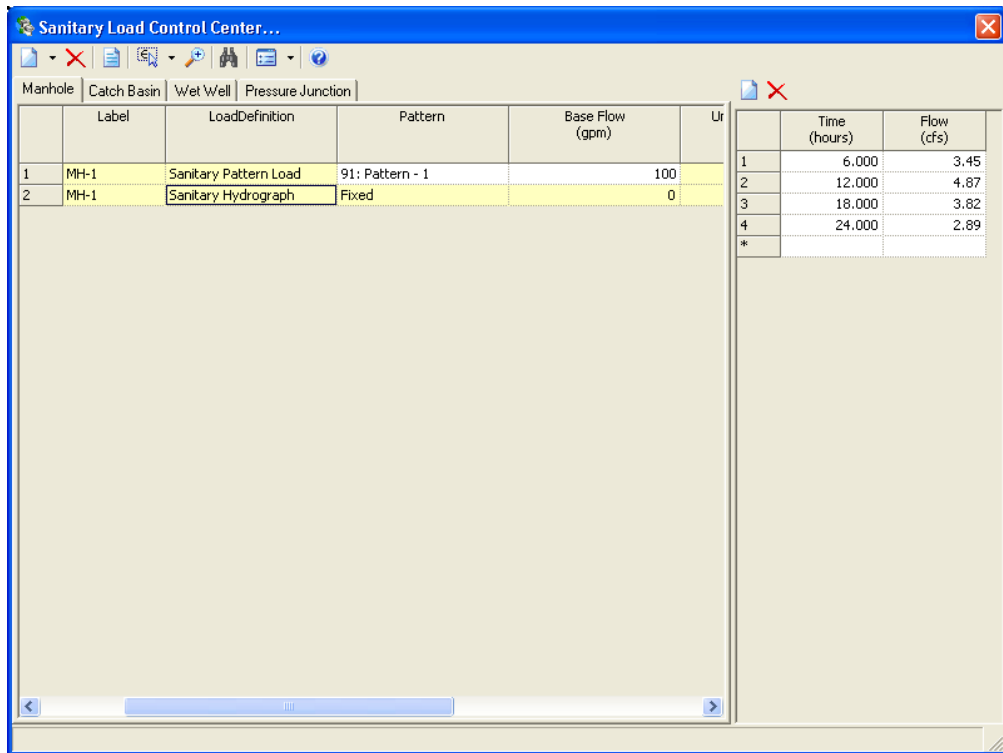 Sanitary Load Control Center...
Manhole Catch Basin Wet Well Pressure Junction
Label LoadDefinition Pattern Base Flow (gpm) Ur
1 MH-1 Sanitary Pattern Load 91: Pattern - 1 100
2 MH-1 Sanitary Hydrograph Fixed 0
Time (hours) Flow (cfs)
1 6.000 3.45
2 12.000 4.87
3 18.000 3.82
4 24.000 2.89
*